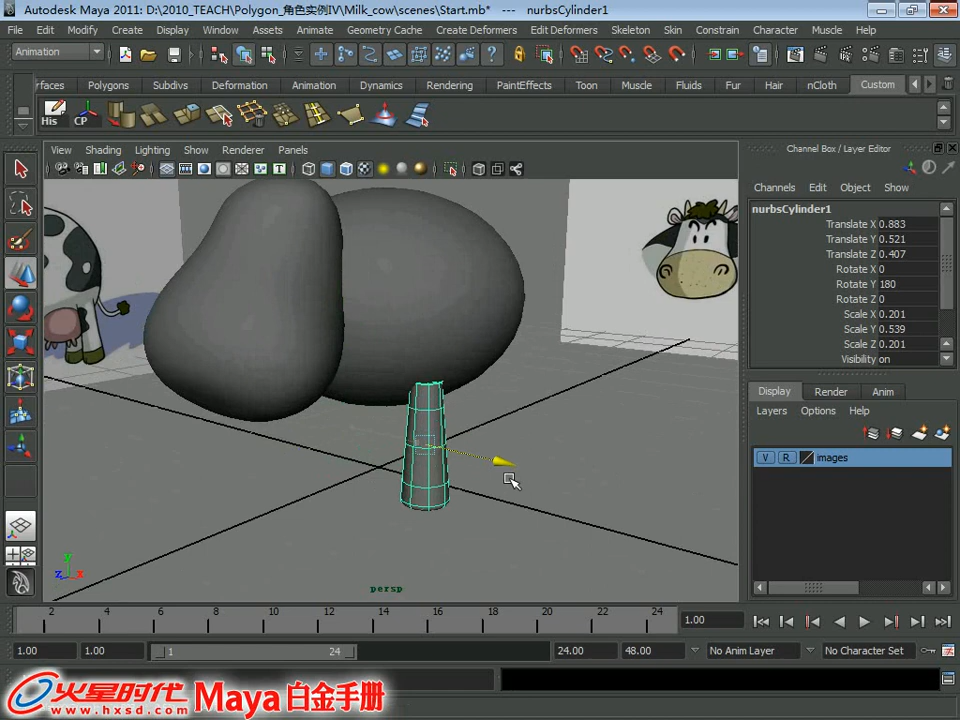 Autodesk Maya 2011: D:\2010_TEACH\Polygon_角色实例IV\Milk_cow\scenes\Start.mb* --- nurbsCylinder1
File Edit Modify Create Display Window Assets Animate Geometry Cache Create Deformers Edit Deformers Skeleton Skin Constrain Character Muscle Help
Animation
rfaces Polygons Subdivs Deformation Animation Dynamics Rendering PaintEffects Toon Muscle Fluids Fur Hair nCloth Custom
His CP
View Shading Lighting Show Renderer Panels
Channel Box / Layer Editor
Channels Edit Object Show
nurbsCylinder1
Translate X 0.883
Translate Y 0.521
Translate Z 0.407
Rotate X 0
Rotate Y 180
Rotate Z 0
Scale X 0.201
Scale Y 0.539
Scale Z 0.201
Visibility on
Display Render Anim
Layers Options Help
V R images
y
z x
persp
2 4 6 8 10 12 14 16 18 20 22 24
1.00
1.00 1.00 1 24 24.00 48.00 No Anim Layer No Character Set
火星时代 Maya 白金手册
www.hxsd.com